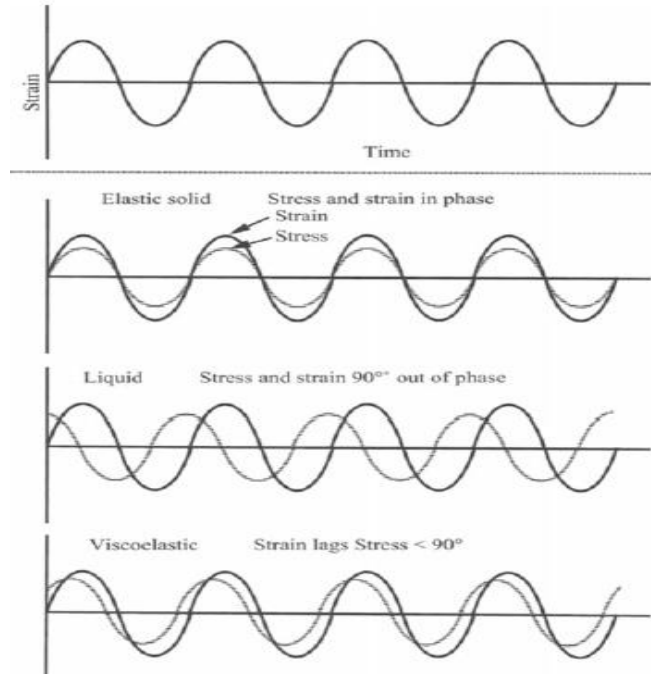 Strain
Time
Elastic solid Stress and strain in phase
Strain
Stress
Liquid Stress and strain 90° out of phase
Viscoelastic Strain lags Stress < 90°